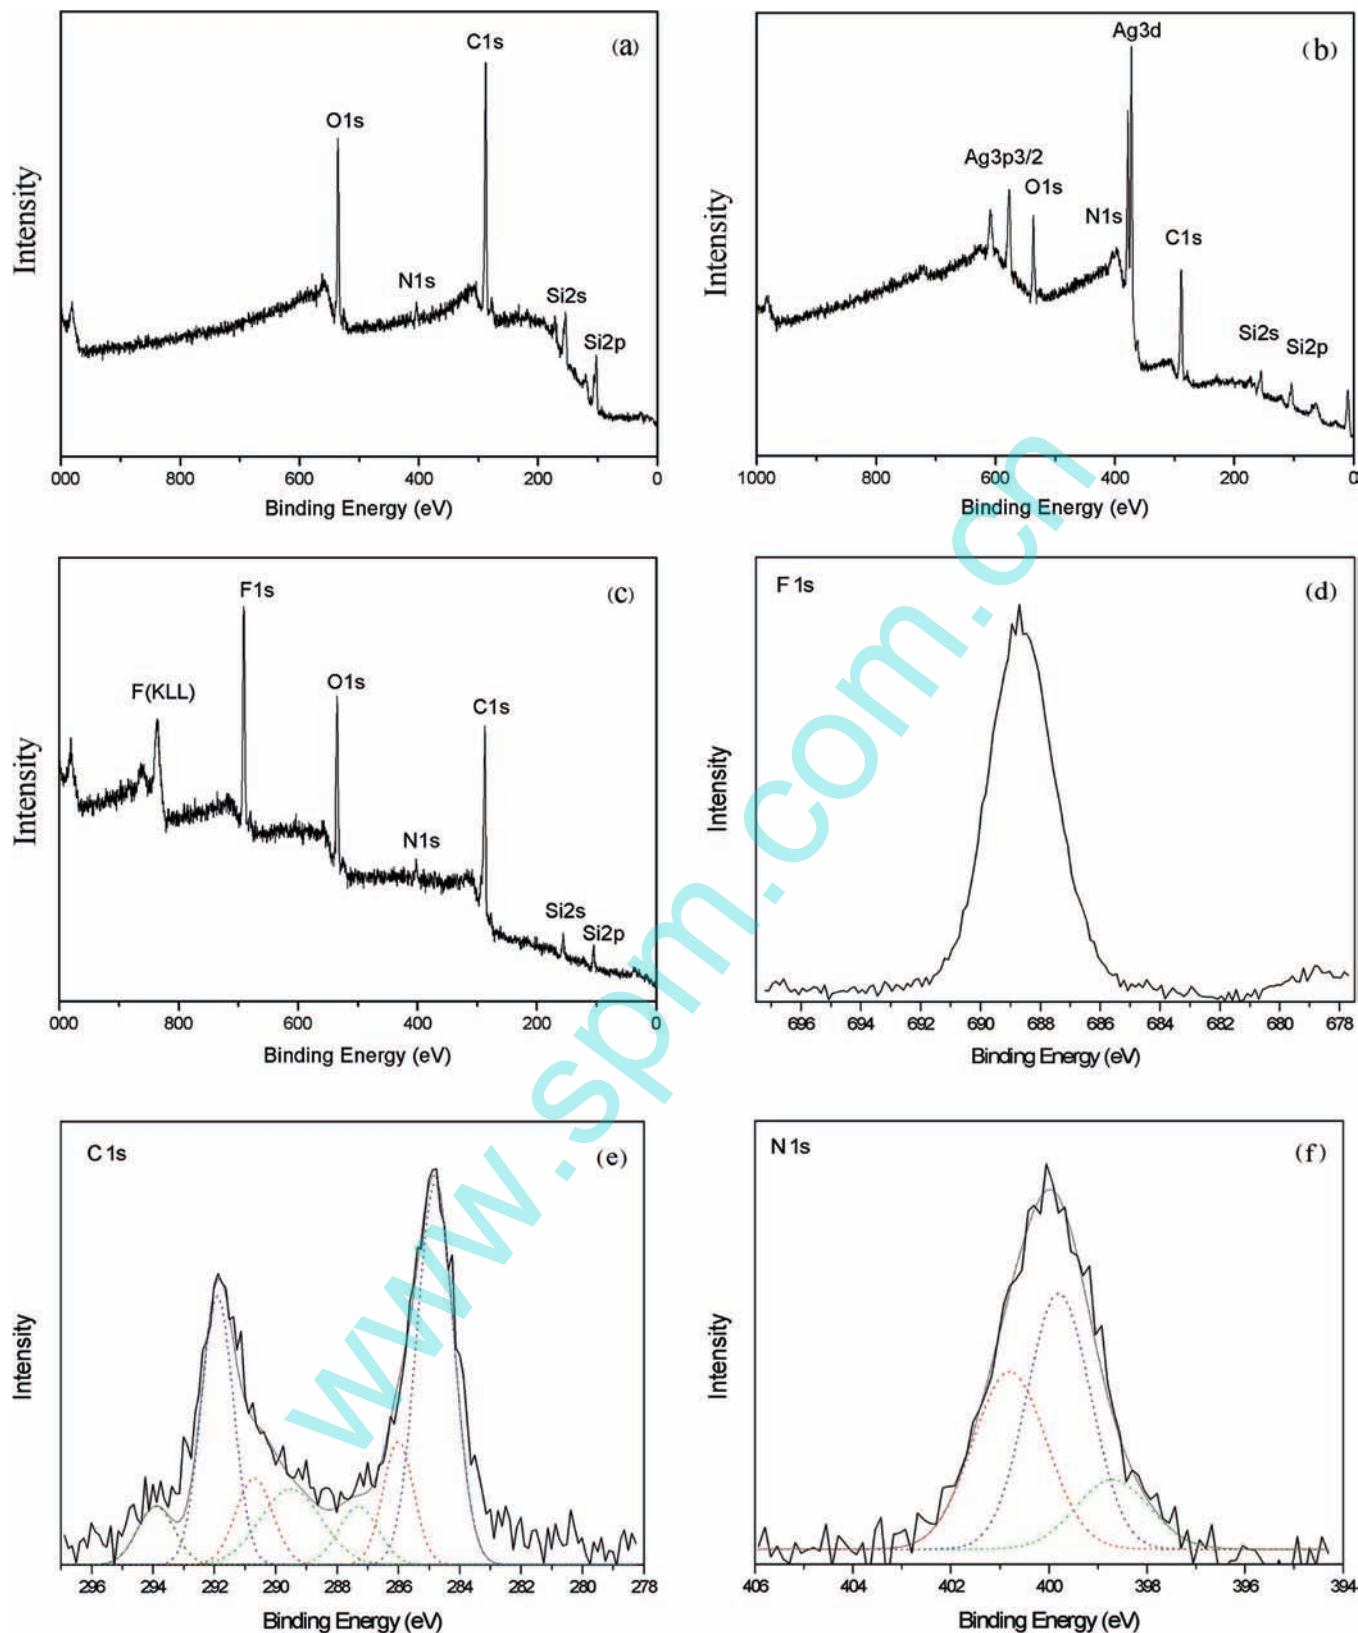 (a)
C1s
O1s
N1s
Si2s
Si2p
Intensity
000 800 600 400 200 0
Binding Energy (eV)
(b)
Ag3d
Ag3p3/2
O1s
N1s
C1s
Si2s
Si2p
Intensity
1000 800 600 400 200 0
Binding Energy (eV)
(c)
F1s
F(KLL)
O1s
C1s
N1s
Si2s
Si2p
Intensity
000 800 600 400 200 0
Binding Energy (eV)
F1s
(d)
Intensity
696 694 692 690 688 686 684 682 680 678
Binding Energy (eV)
C1s
(e)
Intensity
296 294 292 290 288 286 284 282 280 278
Binding Energy (eV)
N1s
(f)
Intensity
406 404 402 400 398 396 394
Binding Energy (eV)
www.spm.com.cn